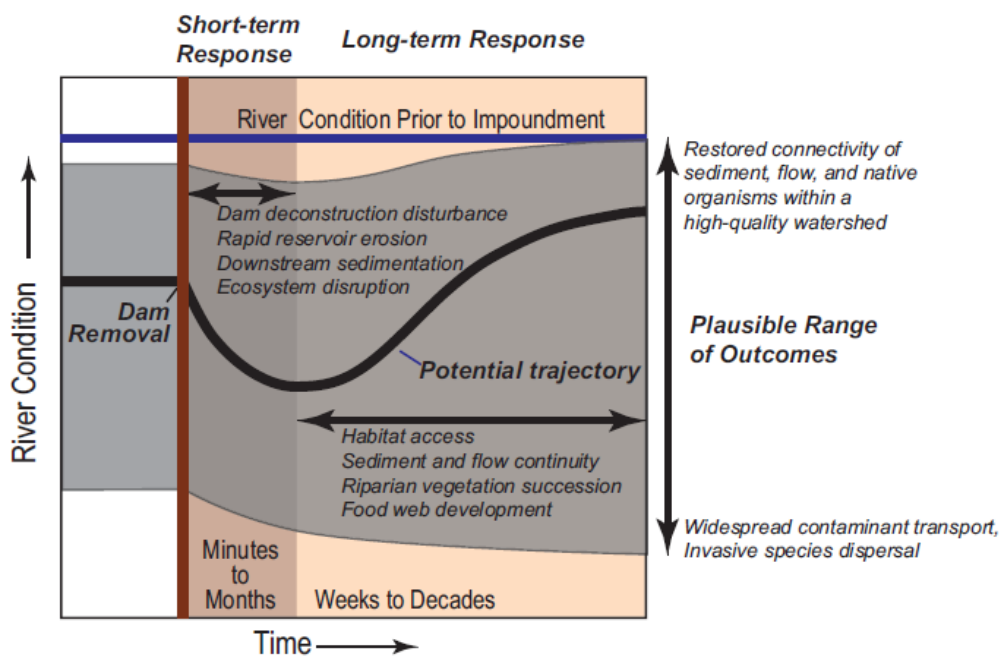 Short-term
Response
Long-term Response
River Condition Prior to Impoundment
Restored connectivity of
sediment, flow, and native
organisms within a
high-quality watershed
Dam deconstruction disturbance
Rapid reservoir erosion
Downstream sedimentation
Ecosystem disruption
Dam
Removal
Plausible Range
of Outcomes
Potential trajectory
River Condition
Habitat access
Sediment and flow continuity
Riparian vegetation succession
Food web development
Widespread contaminant transport,
Invasive species dispersal
Minutes
to
Months
Weeks to Decades
Time